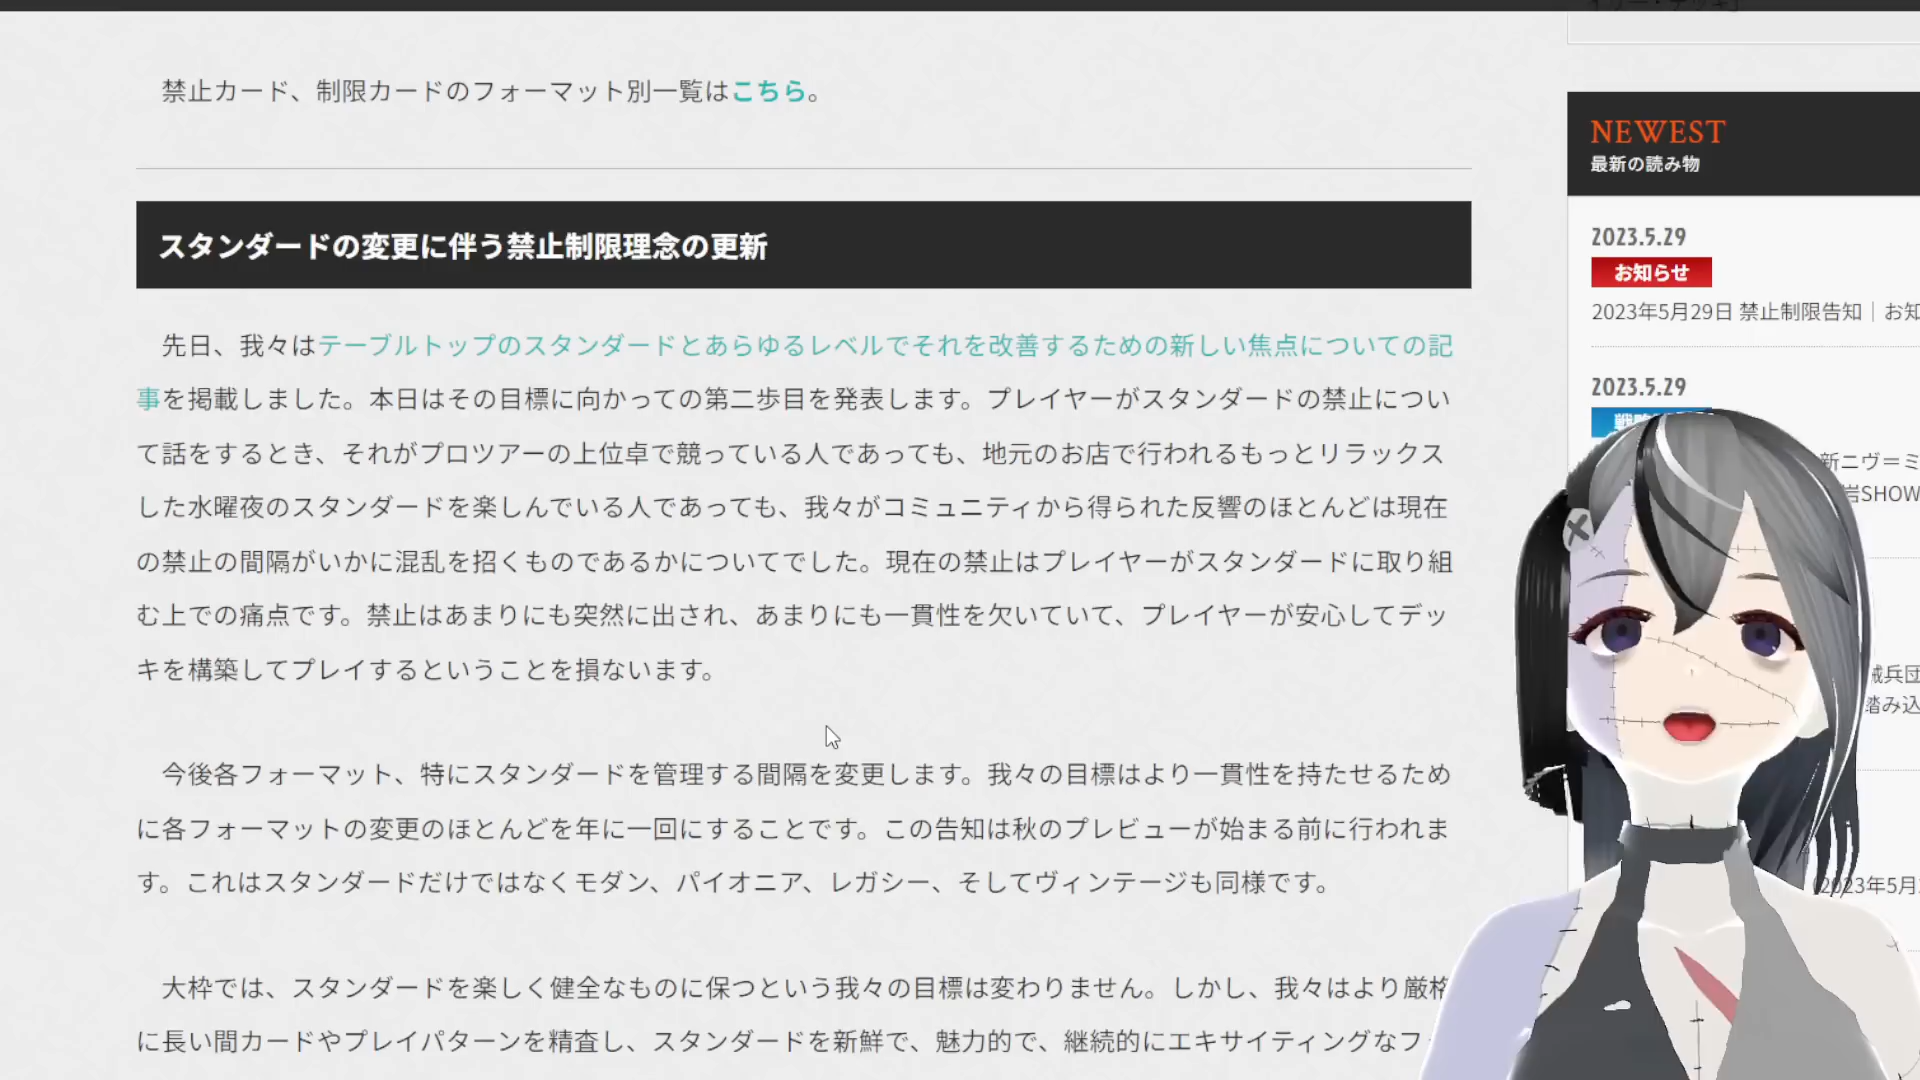 禁止カード、制限カードのフォーマット別一覧はこちら。
スタンダードの変更に伴う禁止制限理念の更新
先日、我々はテーブルトップのスタンダードとあらゆるレベルでそれを改善するための新しい焦点についての記
事を掲載しました。本日はその目標に向かっての第二歩目を発表します。プレイヤーがスタンダードの禁止につい
て話をするとき、それがプロツアーの上位卓で競っている人であっても、地元のお店で行われるもっとリラックス
した水曜夜のスタンダードを楽しんでいる人であっても、我々がコミュニティから得られた反響のほとんどは現在
の禁止の間隔がいかに混乱を招くものであるかについてでした。現在の禁止はプレイヤーがスタンダードに取り組
む上での痛点です。禁止はあまりにも突然に出され、あまりにも一貫性を欠いていて、プレイヤーが安心してデッ
キを構築してプレイするということを損ないます。
今後各フォーマット、特にスタンダードを管理する間隔を変更します。我々の目標はより一貫性を持たせるため
に各フォーマットの変更のほとんどを年に一回にすることです。この告知は秋のプレビューが始まる前に行われま
す。これはスタンダードだけではなくモダン、パイオニア、レガシー、そしてヴィンテージも同様です。
大枠では、スタンダードを楽しく健全なものに保つという我々の目標は変わりません。しかし、我々はより厳格
に長い間カードやプレイパターンを精査し、スタンダードを新鮮で、魅力的で、継続的にエキサイティングなフ
NEWEST
最新の読み物
2023.5.29
お知らせ
2023年5月29日 禁止制限告知｜お知
2023.5.29
新ニヴ＝ミ
岩SHOW
械兵団
踏み込
2023年5月